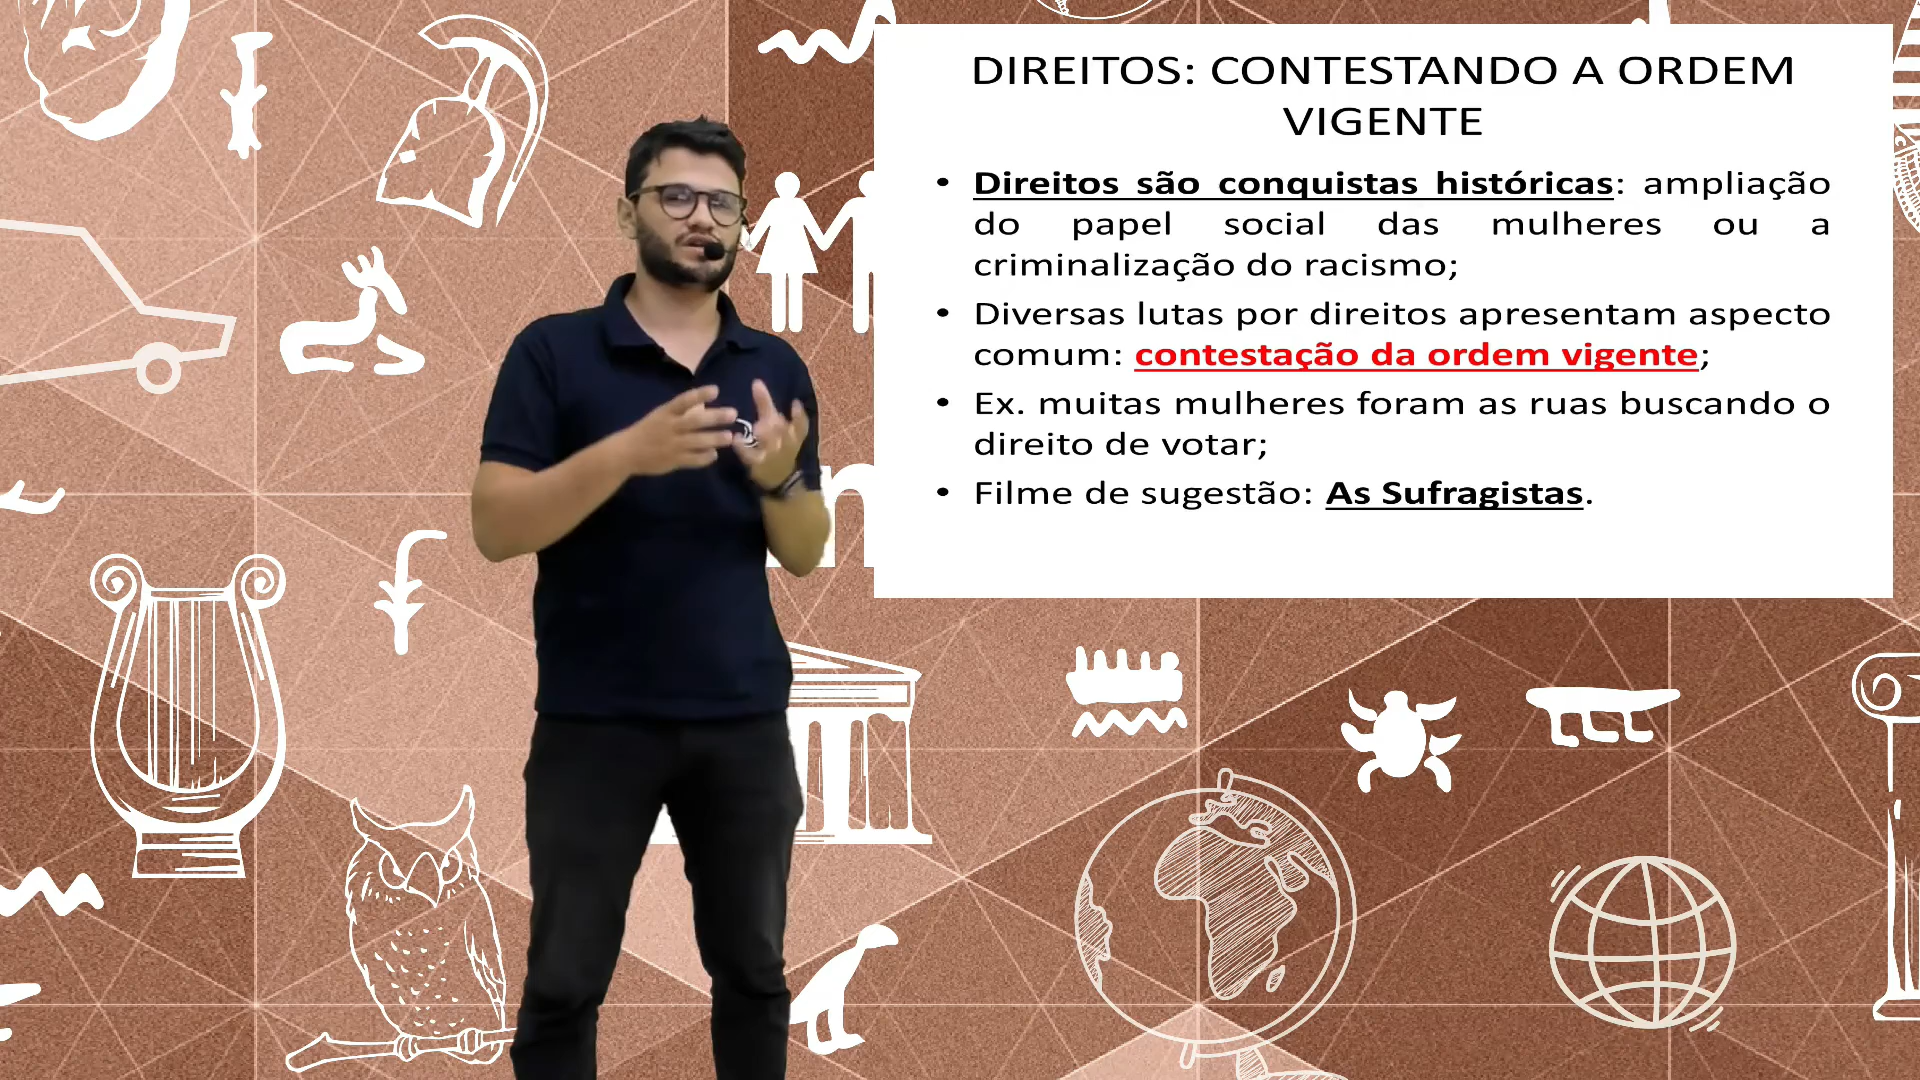 DIREITOS: CONTESTANDO A ORDEM
VIGENTE
• Direitos são conquistas históricas: ampliação
do papel social das mulheres ou a
criminalização do racismo;
• Diversas lutas por direitos apresentam aspecto
comum: contestação da ordem vigente;
• Ex. muitas mulheres foram as ruas buscando o
direito de votar;
• Filme de sugestão: As Sufragistas.